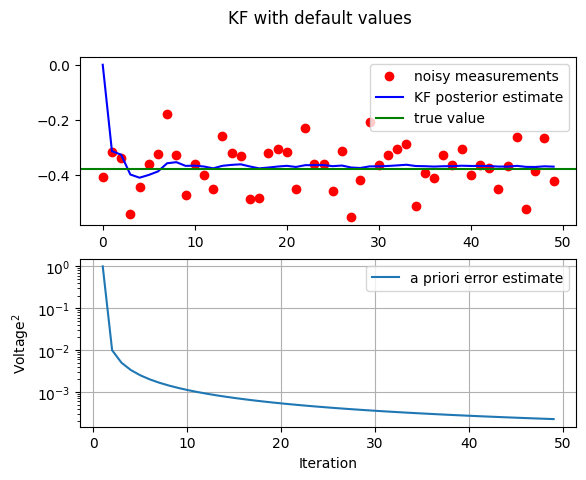 KF with default values
0.0
−0.2
−0.4
noisy measurements
KF posterior estimate
true value
0 10 20 30 40 50
10⁰
10⁻¹
10⁻²
10⁻³
Voltage²
a priori error estimate
0 10 20 30 40 50
Iteration